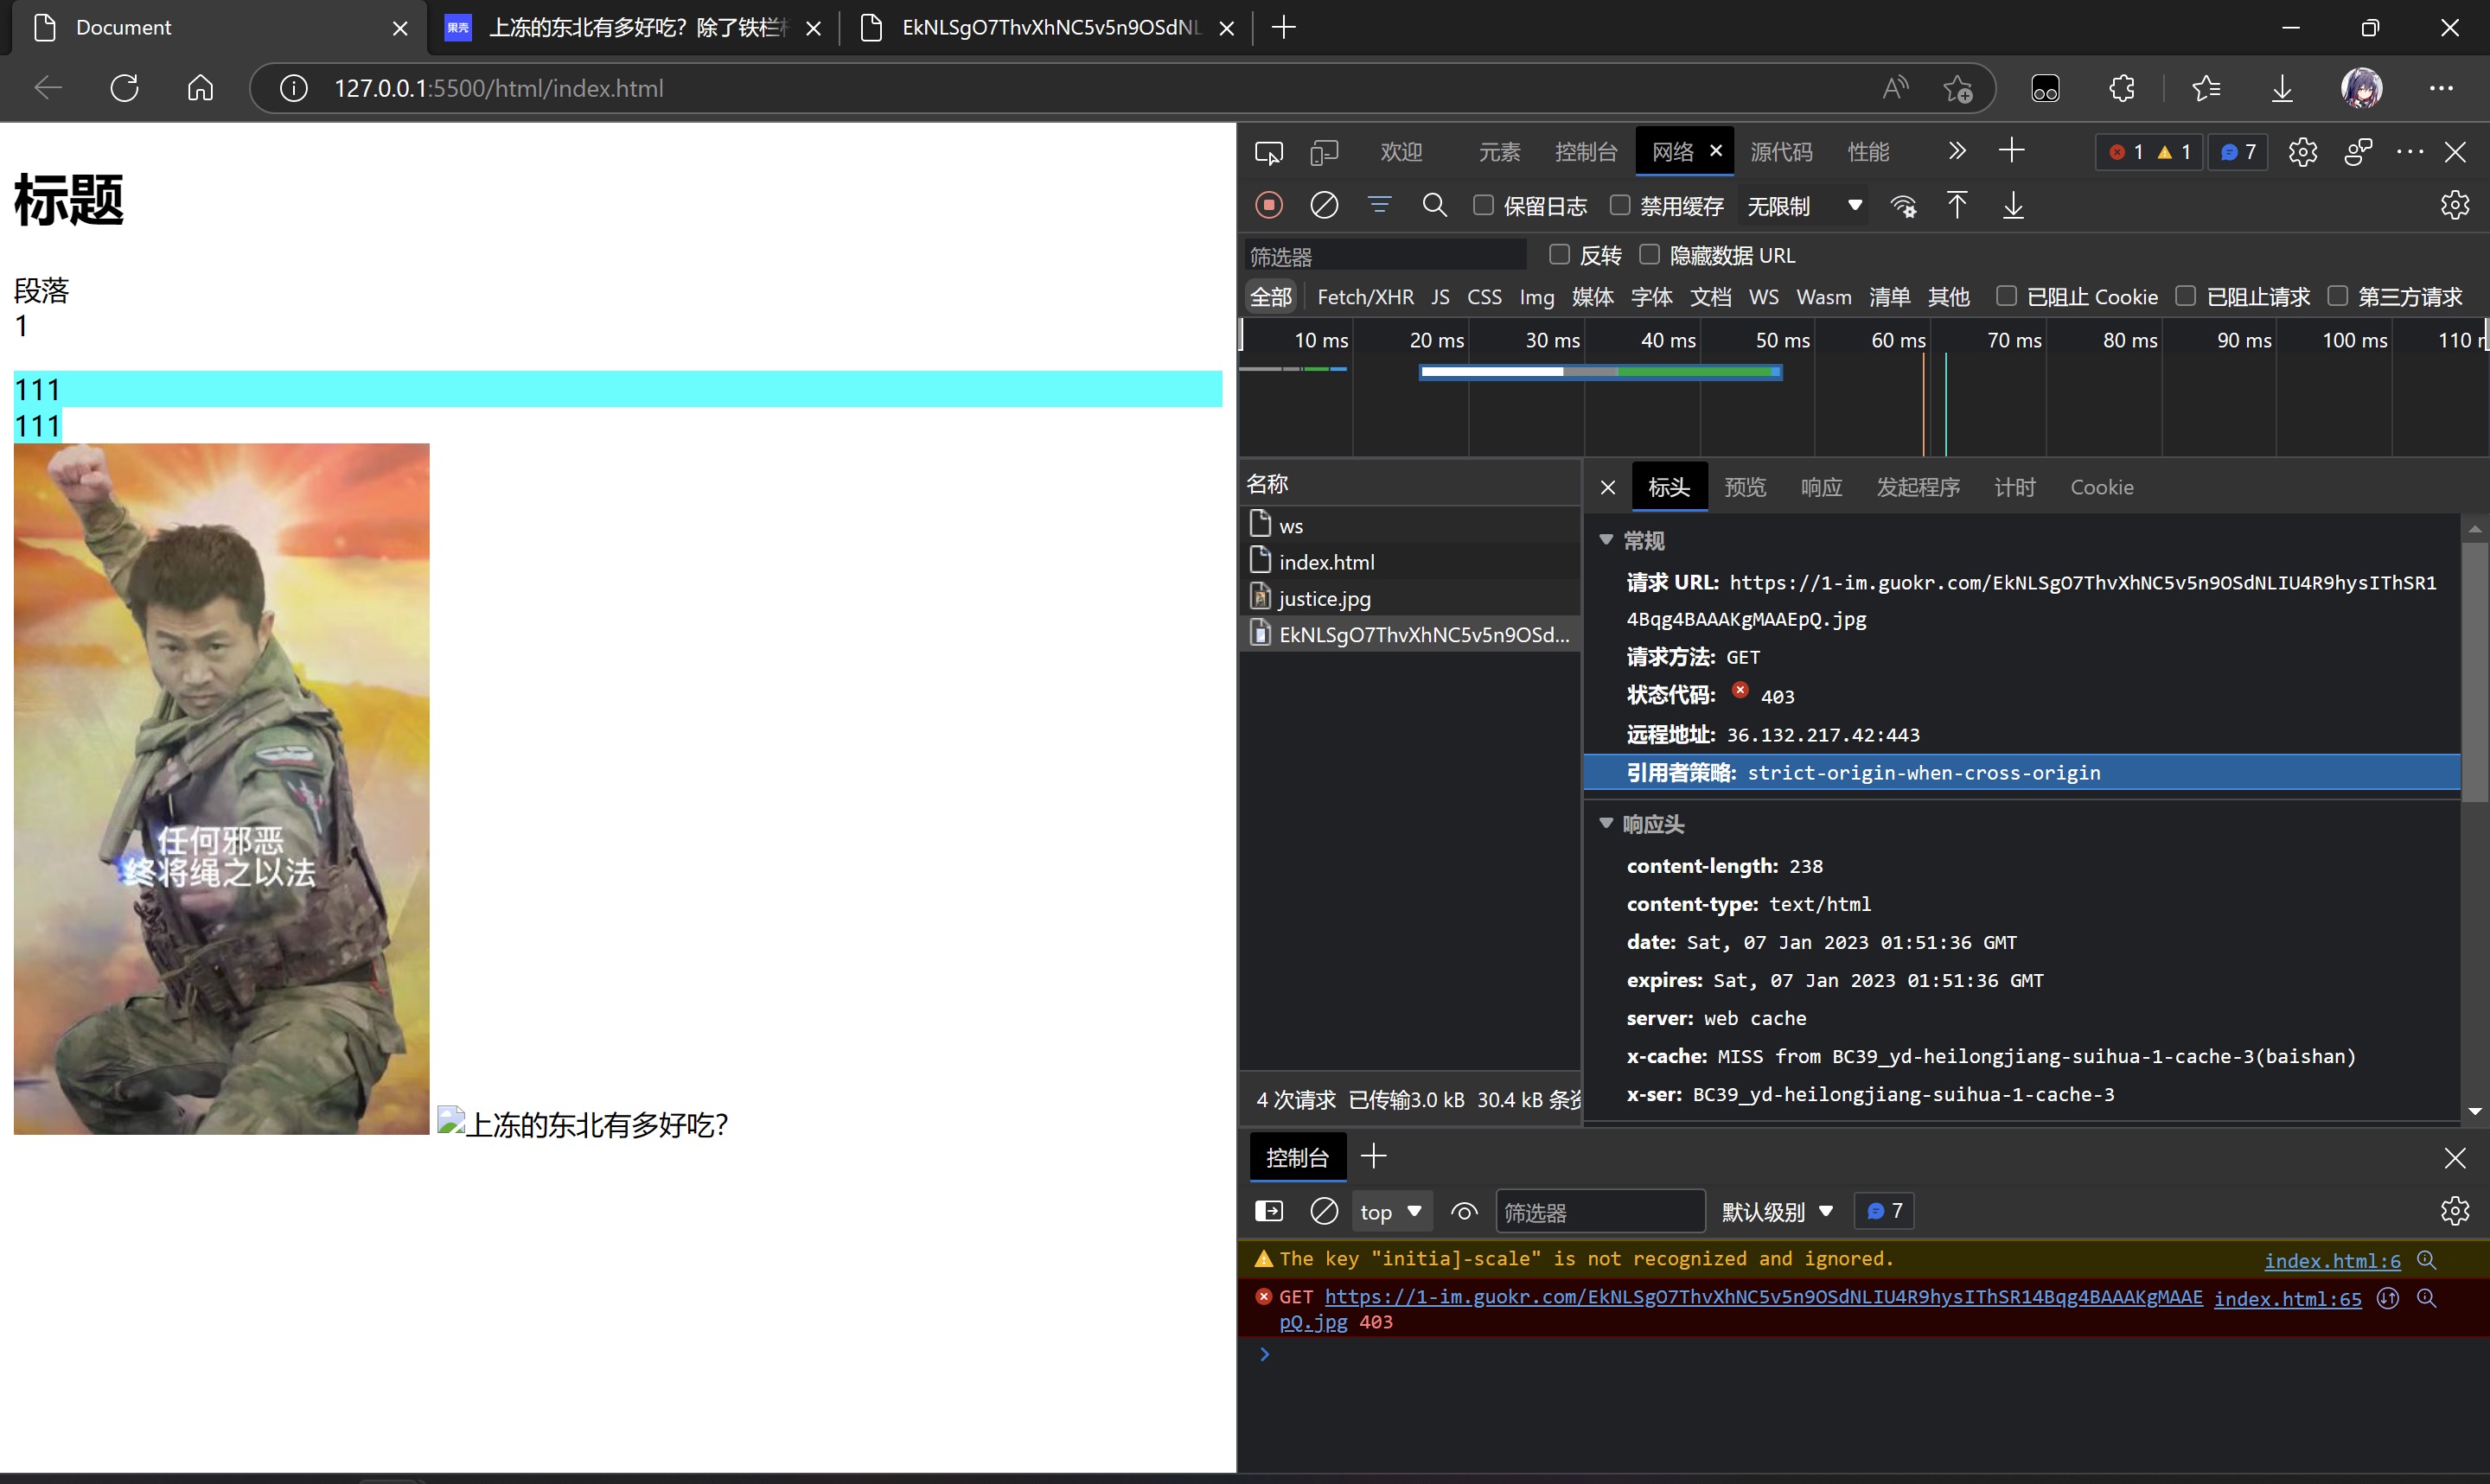 Document
果壳 上冻的东北有多好吃？除了铁栏杆
EkNLSgO7ThvXhNC5v5n9OSdNL
127.0.0.1:5500/html/index.html
标题
段落
1
111
111
任何邪恶
终将绳之以法
上冻的东北有多好吃？
欢迎 元素 控制台 网络 源代码 性能 1 1 7
保留日志 禁用缓存 无限制
筛选器 反转 隐藏数据 URL
全部 Fetch/XHR JS CSS Img 媒体 字体 文档 WS Wasm 清单 其他 已阻止 Cookie 已阻止请求 第三方请求
10 ms 20 ms 30 ms 40 ms 50 ms 60 ms 70 ms 80 ms 90 ms 100 ms 110
名称
ws
index.html
justice.jpg
EkNLSgO7ThvXhNC5v5n9OSd...
4 次请求 已传输3.0 kB 30.4 kB 条
标头 预览 响应 发起程序 计时 Cookie
常规
请求 URL: https://1-im.guokr.com/EkNLSgO7ThvXhNC5v5n9OSdNLIU4R9hysIThSR1
4Bqg4BAAAKgMAAEpQ.jpg
请求方法: GET
状态代码: 403
远程地址: 36.132.217.42:443
引用者策略: strict-origin-when-cross-origin
响应头
content-length: 238
content-type: text/html
date: Sat, 07 Jan 2023 01:51:36 GMT
expires: Sat, 07 Jan 2023 01:51:36 GMT
server: web cache
x-cache: MISS from BC39_yd-heilongjiang-suihua-1-cache-3(baishan)
x-ser: BC39_yd-heilongjiang-suihua-1-cache-3
控制台
top 筛选器 默认级别 7
The key "initia]-scale" is not recognized and ignored. index.html:6
GET https://1-im.guokr.com/EkNLSgO7ThvXhNC5v5n9OSdNLIU4R9hysIThSR14Bqg4BAAAKgMAAE index.html:65
pQ.jpg 403